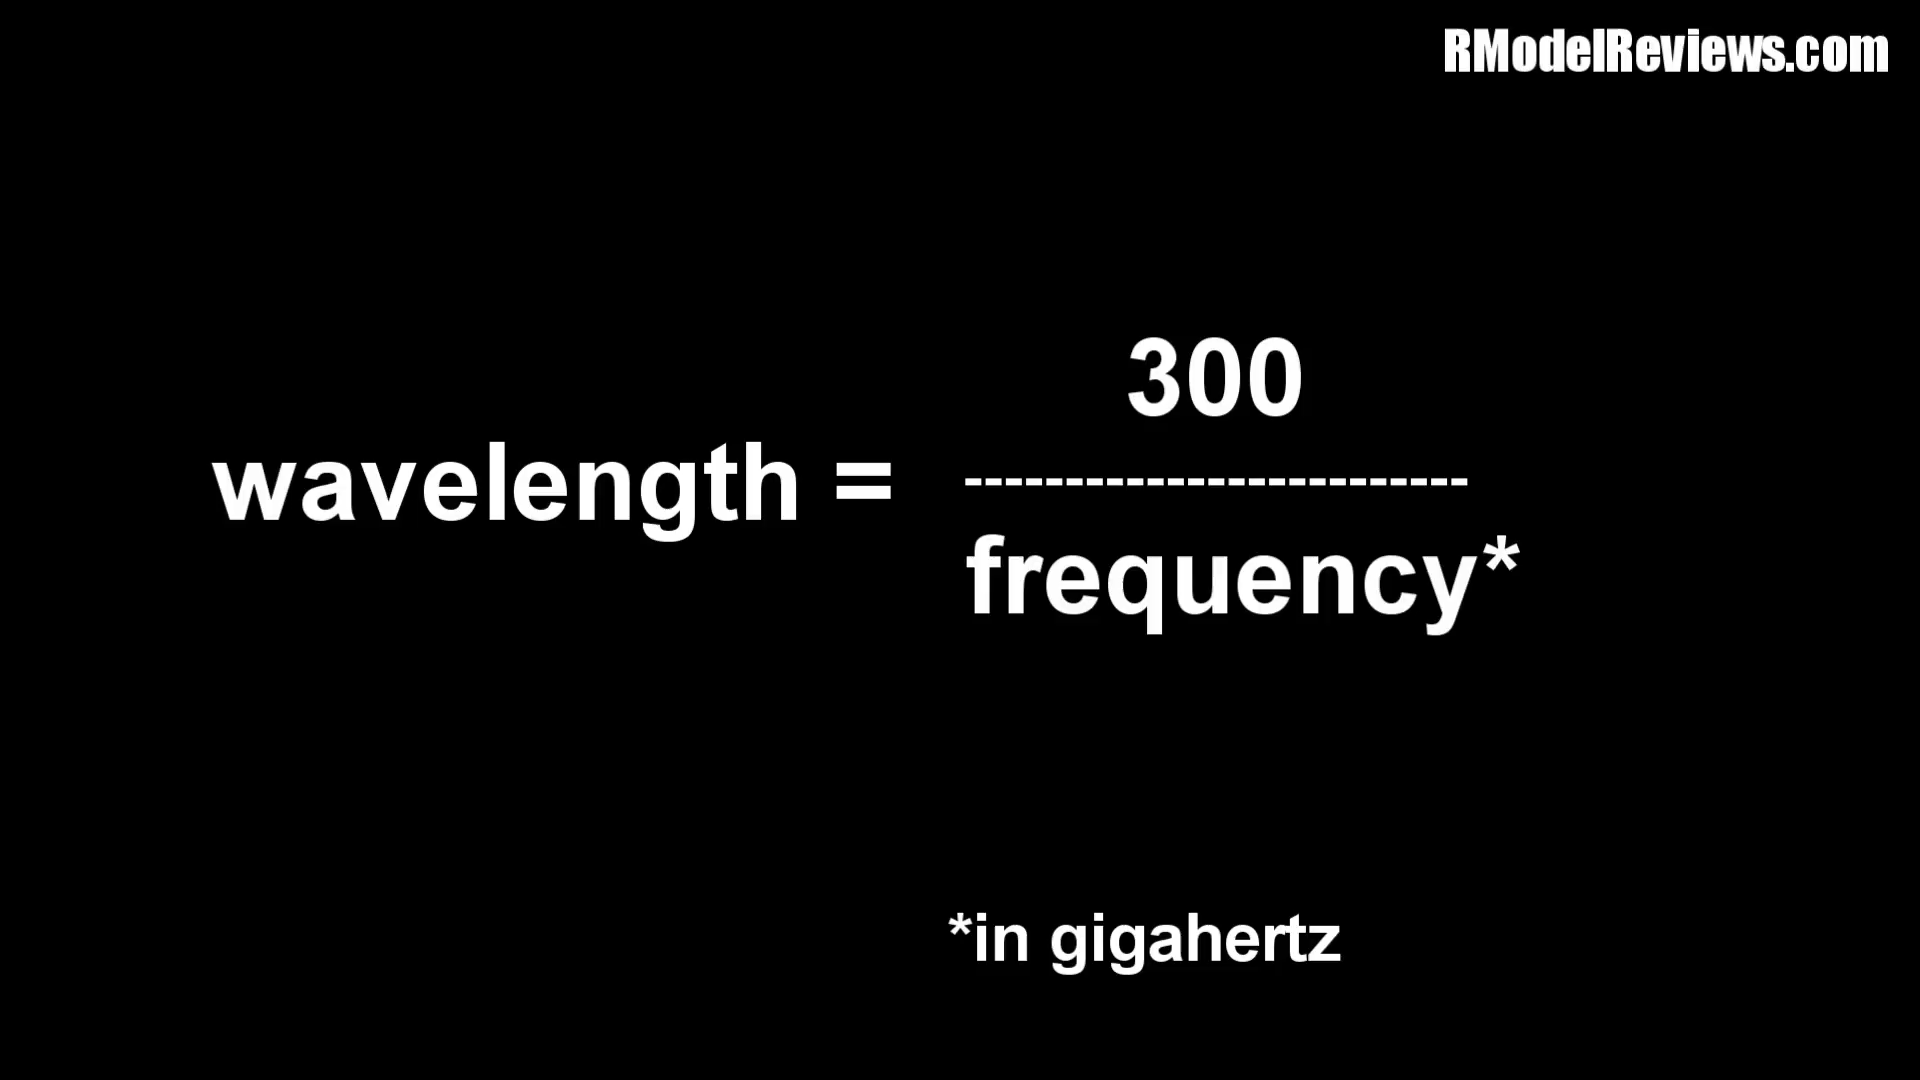 RModelReviews.com
300
wavelength = -------------------------
frequency*
*in gigahertz